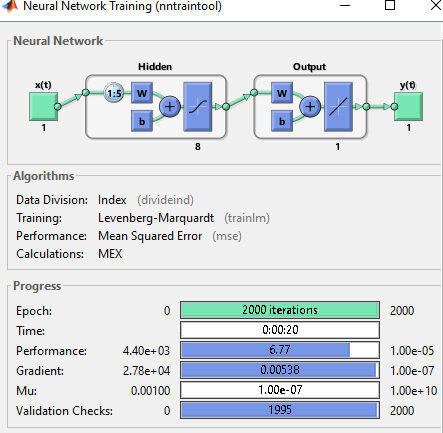 Neural Network Training (nntraintool)
Neural Network
Hidden
Output
x(t)
y(t)
1:5
W
b
+
W
b
+
1
8
1
1
Algorithms
Data Division: Index (divideind)
Training: Levenberg-Marquardt (trainlm)
Performance: Mean Squared Error (mse)
Calculations: MEX
Progress
Epoch: 0 2000 iterations 2000
Time: 0:00:20
Performance: 4.40e+03 6.77 1.00e-05
Gradient: 2.78e+04 0.00538 1.00e-07
Mu: 0.00100 1.00e-07 1.00e+10
Validation Checks: 0 1995 2000